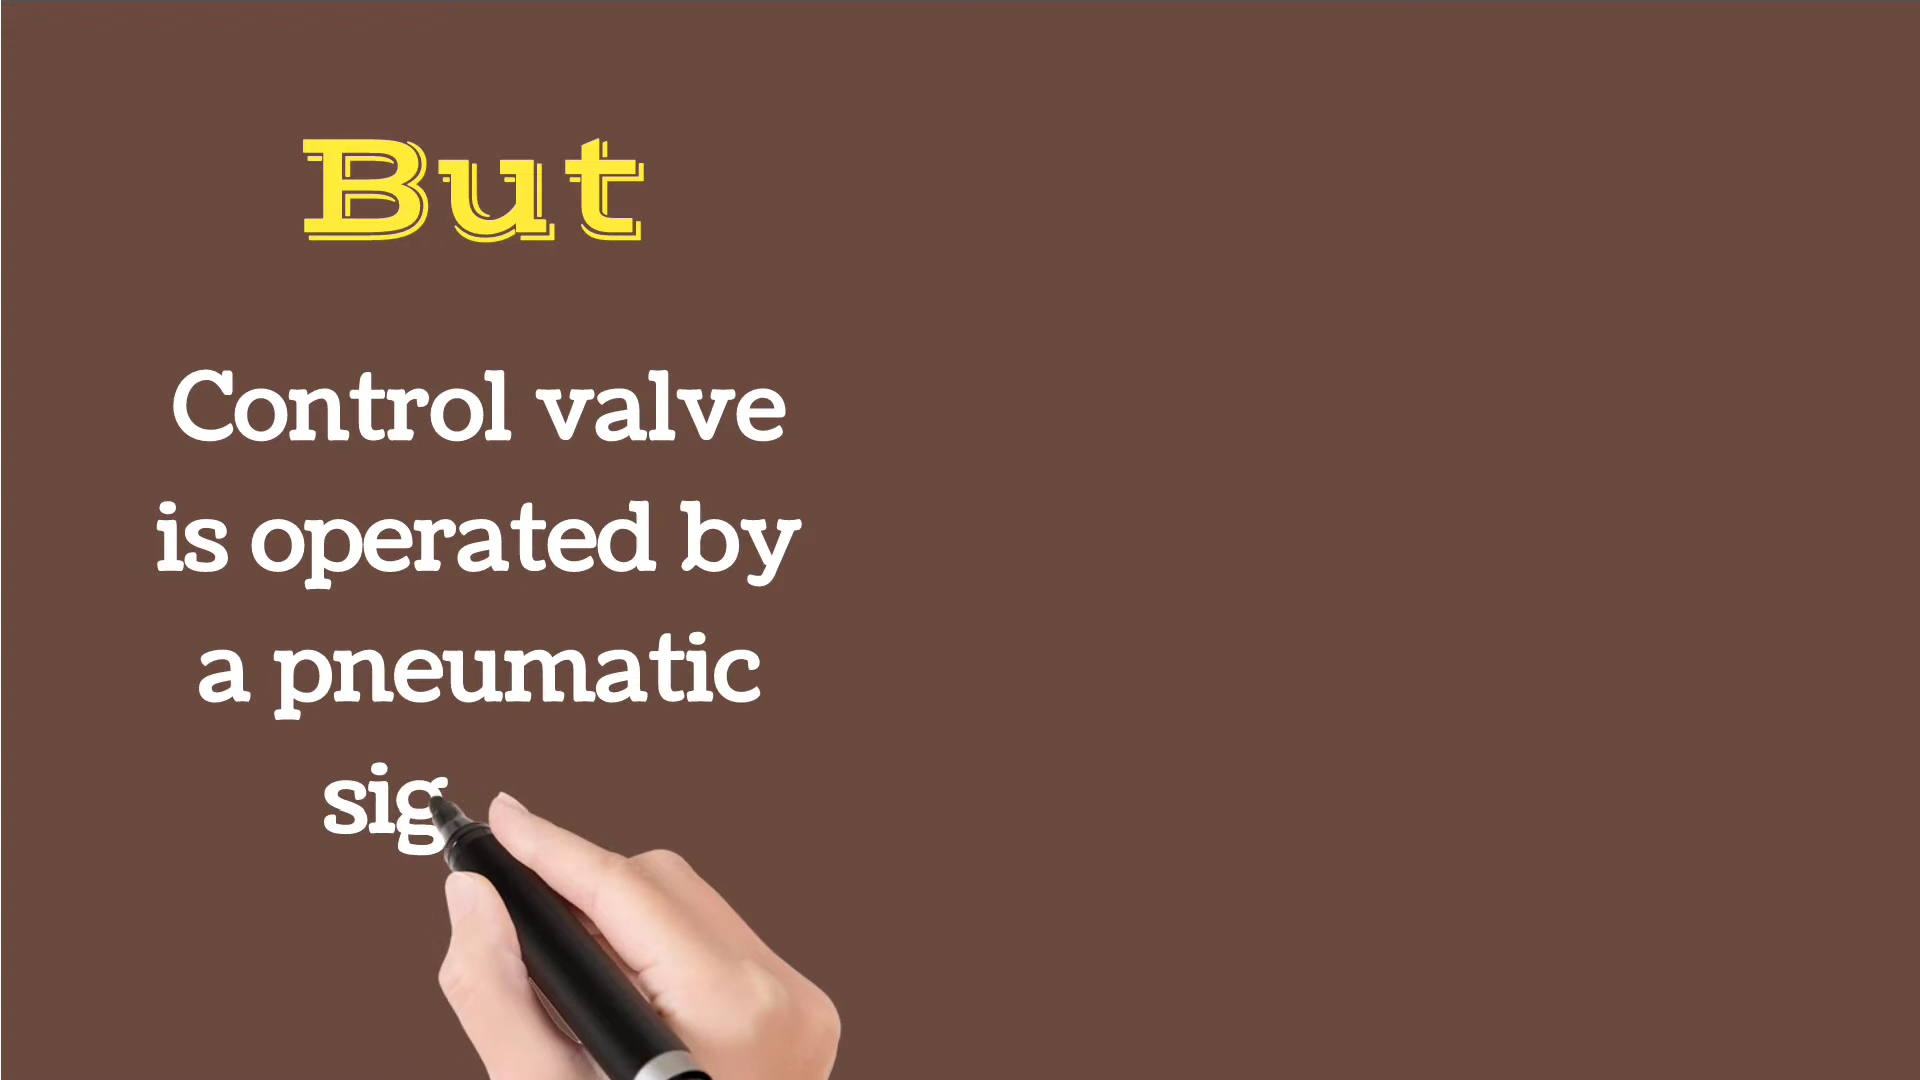 But
Control valve
is operated by
a pneumatic
sig